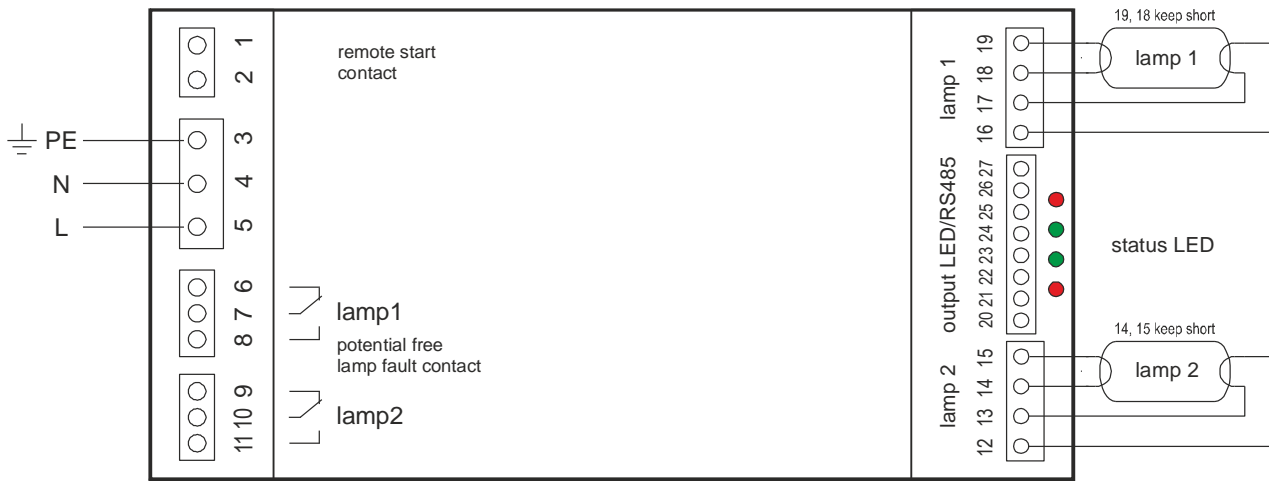 1
2
remote start
contact
PE
3
N
4
L
5
6
7
8
lamp1
potential free
lamp fault contact
9
10
11
lamp2
lamp 1
19
18
17
16
19, 18 keep short
lamp 1
output LED/RS485
27
26
25
24
23
22
21
20
status LED
lamp 2
15
14
13
12
14, 15 keep short
lamp 2